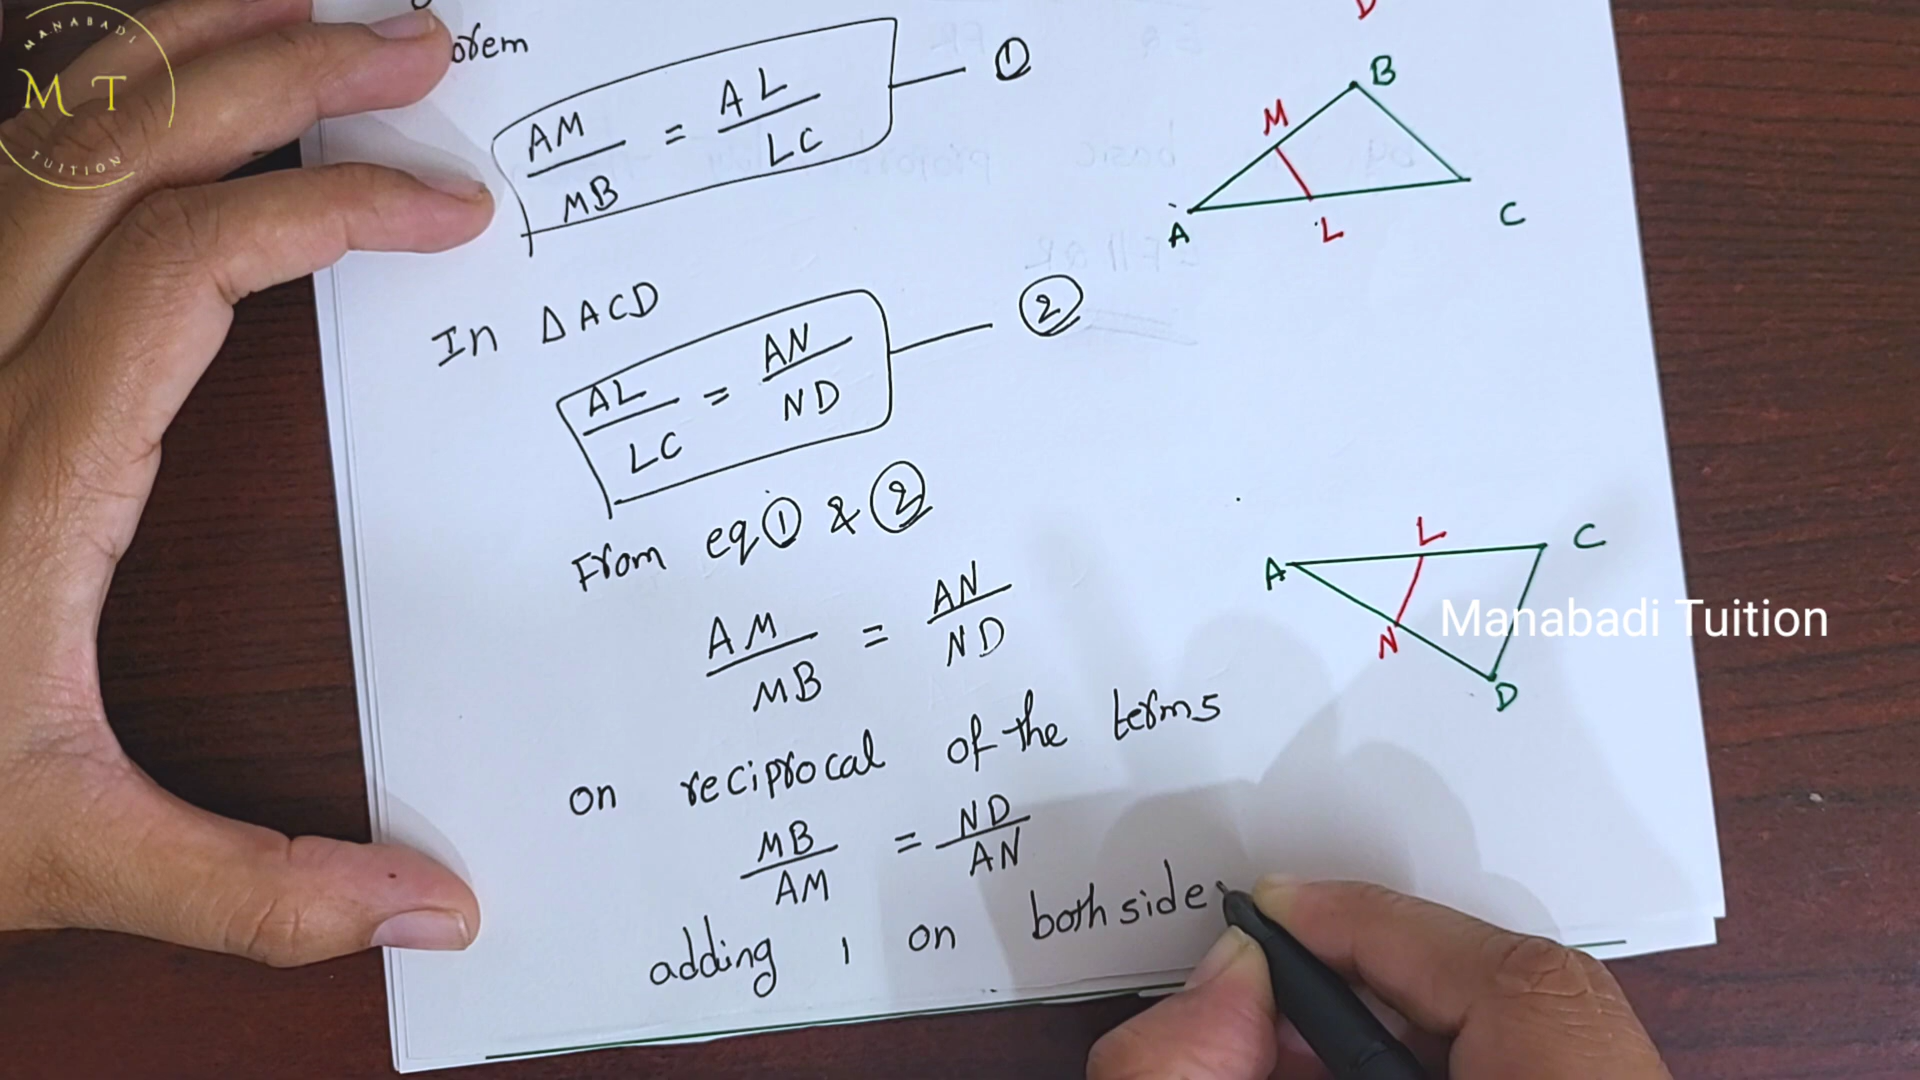 MANABADI
M T
TUITION
orem
AM/MB = AL/LC — ①
In ΔACD
AL/LC = AN/ND — ②
From eq ① & ②
AM/MB = AN/ND
on reciprocal of the terms
MB/AM = ND/AN
adding 1 on both side
D
B
M
A
L
C
L
C
A
N
D
Manabadi Tuition